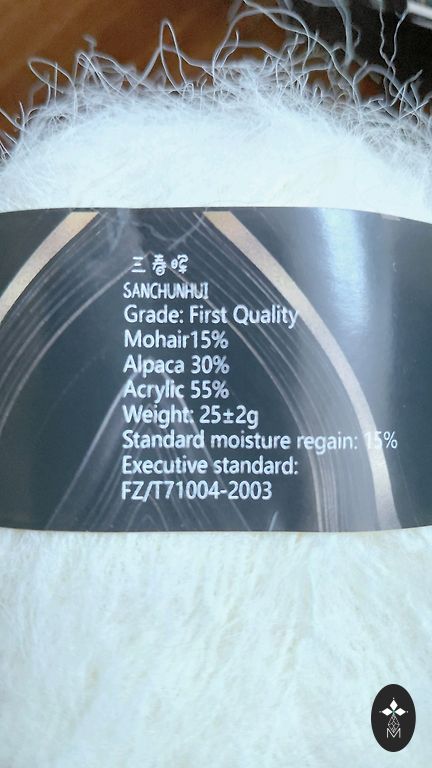 三春晖
SANCHUNHUI
Grade: First Quality
Mohair15%
Alpaca 30%
Acrylic 55%
Weight: 25±2g
Standard moisture regain: 15%
Executive standard:
FZ/T71004-2003
M